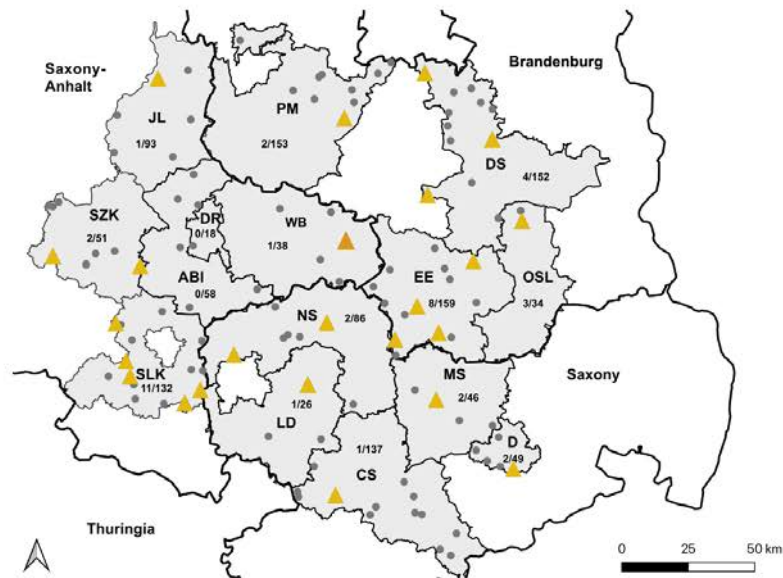 Saxony-
Anhalt
Brandenburg
JL
1/93
PM
2/153
DS
4/152
SZK
2/51
DR
0/18
WB
1/38
ABI
0/58
EE
8/159
OSL
3/34
NS
2/86
SLK
11/132
MS
2/46
Saxony
1/26
LD
1/137
CS
D
2/49
Thuringia
0 25 50 km